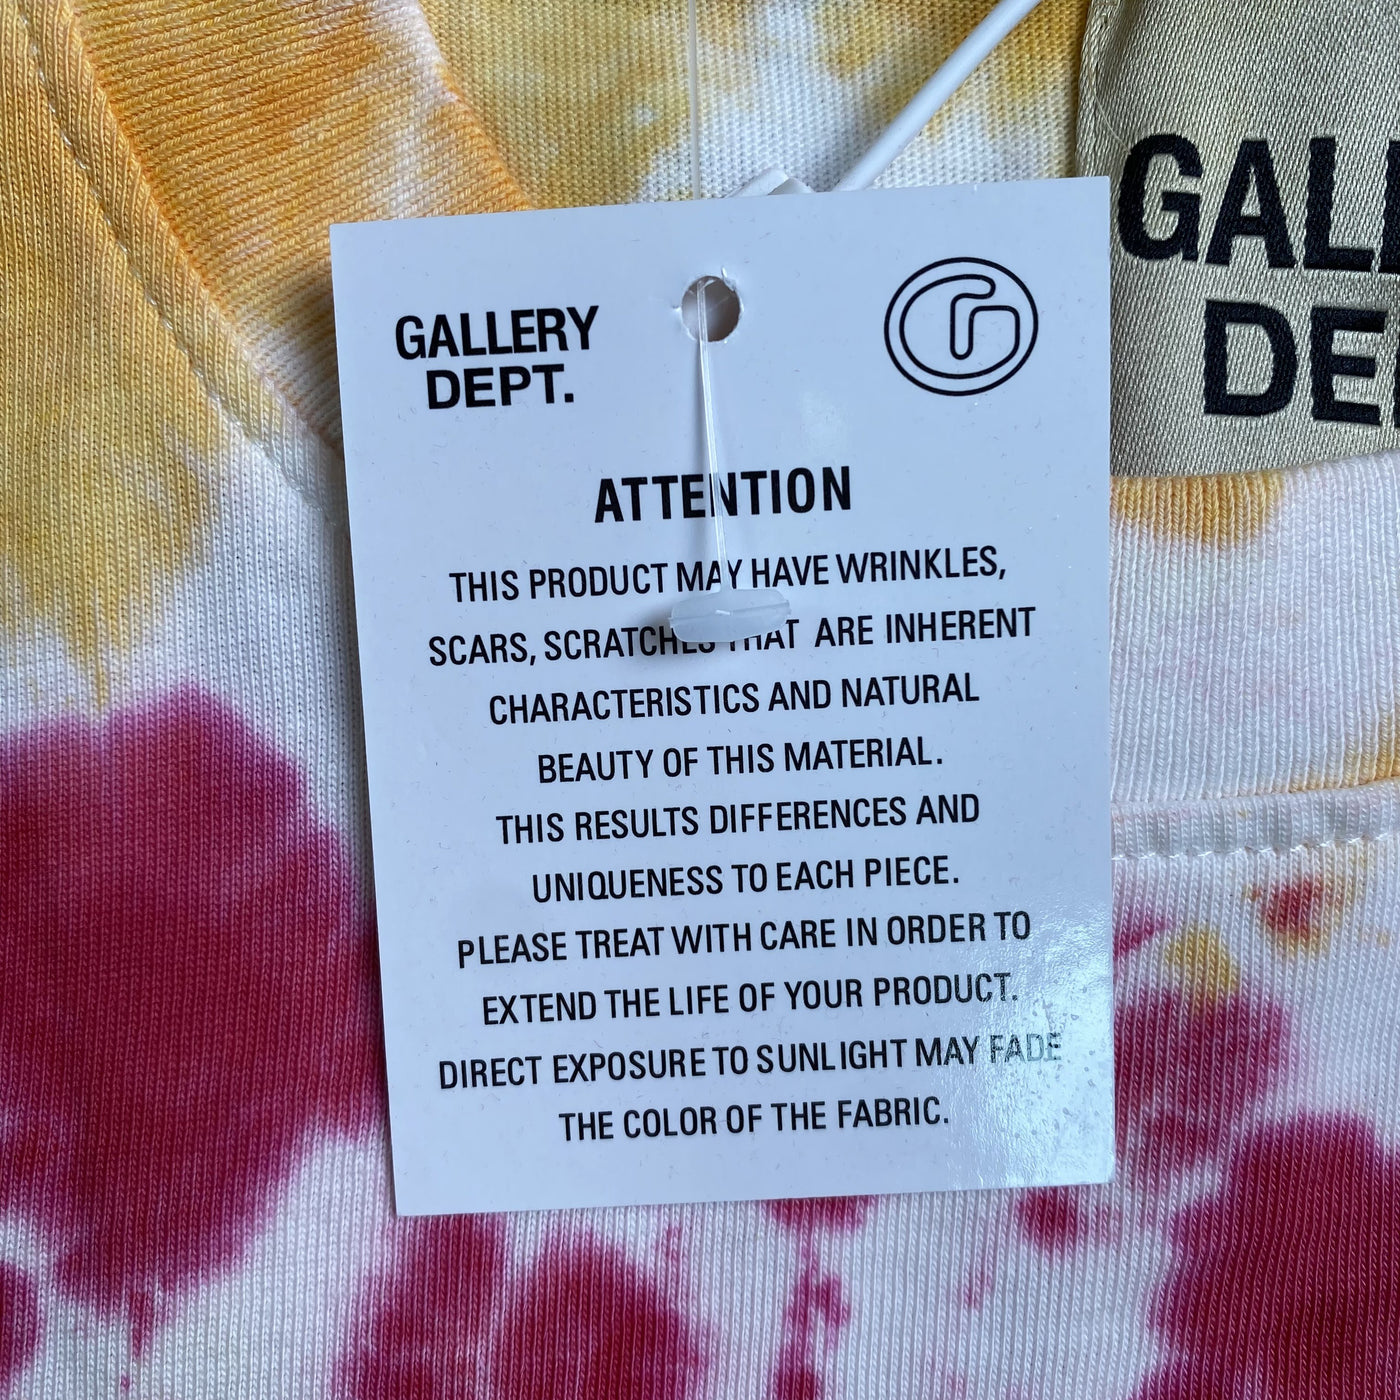 GALLERY
DEPT.
ATTENTION
THIS PRODUCT MAY HAVE WRINKLES,
SCARS, SCRATCHES THAT ARE INHERENT
CHARACTERISTICS AND NATURAL
BEAUTY OF THIS MATERIAL.
THIS RESULTS DIFFERENCES AND
UNIQUENESS TO EACH PIECE.
PLEASE TREAT WITH CARE IN ORDER TO
EXTEND THE LIFE OF YOUR PRODUCT.
DIRECT EXPOSURE TO SUNLIGHT MAY FADE
THE COLOR OF THE FABRIC.
GALL
DE